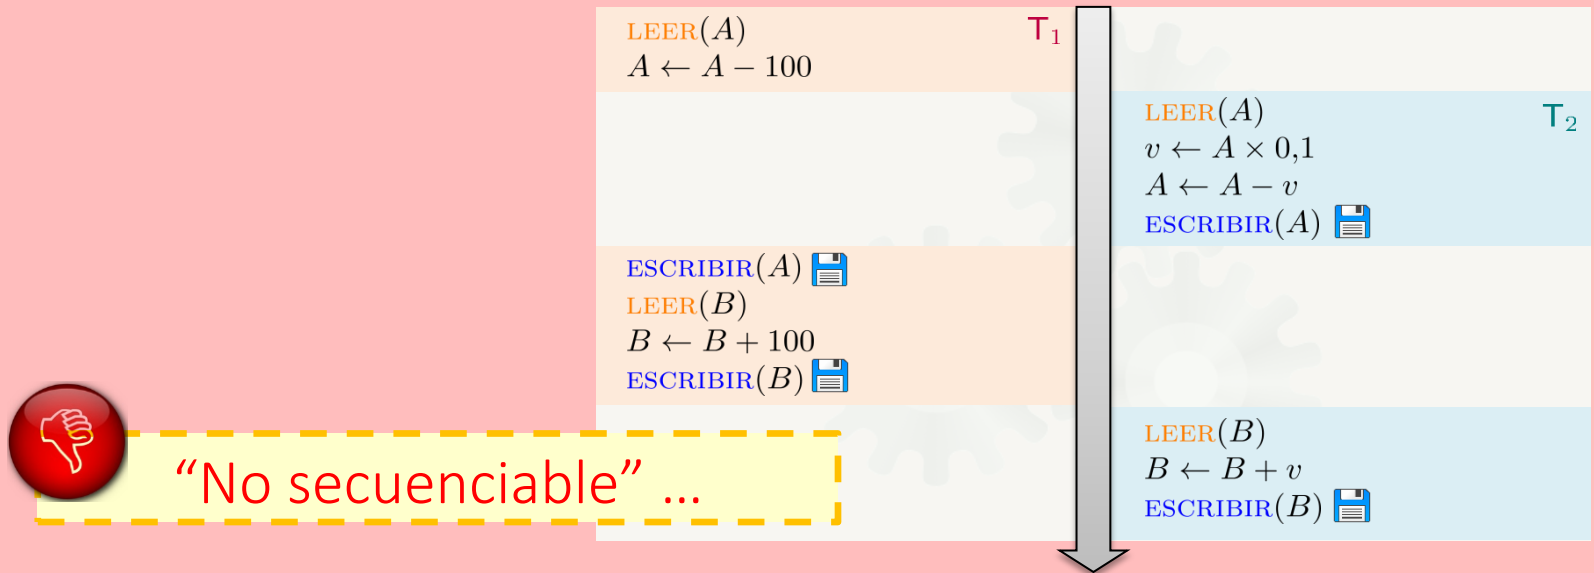 LEER(A) T₁
A ← A − 100
LEER(A) T₂
v ← A × 0,1
A ← A − v
ESCRIBIR(A)
ESCRIBIR(A)
LEER(B)
B ← B + 100
ESCRIBIR(B)
LEER(B)
B ← B + v
ESCRIBIR(B)
“No secuenciable” ...